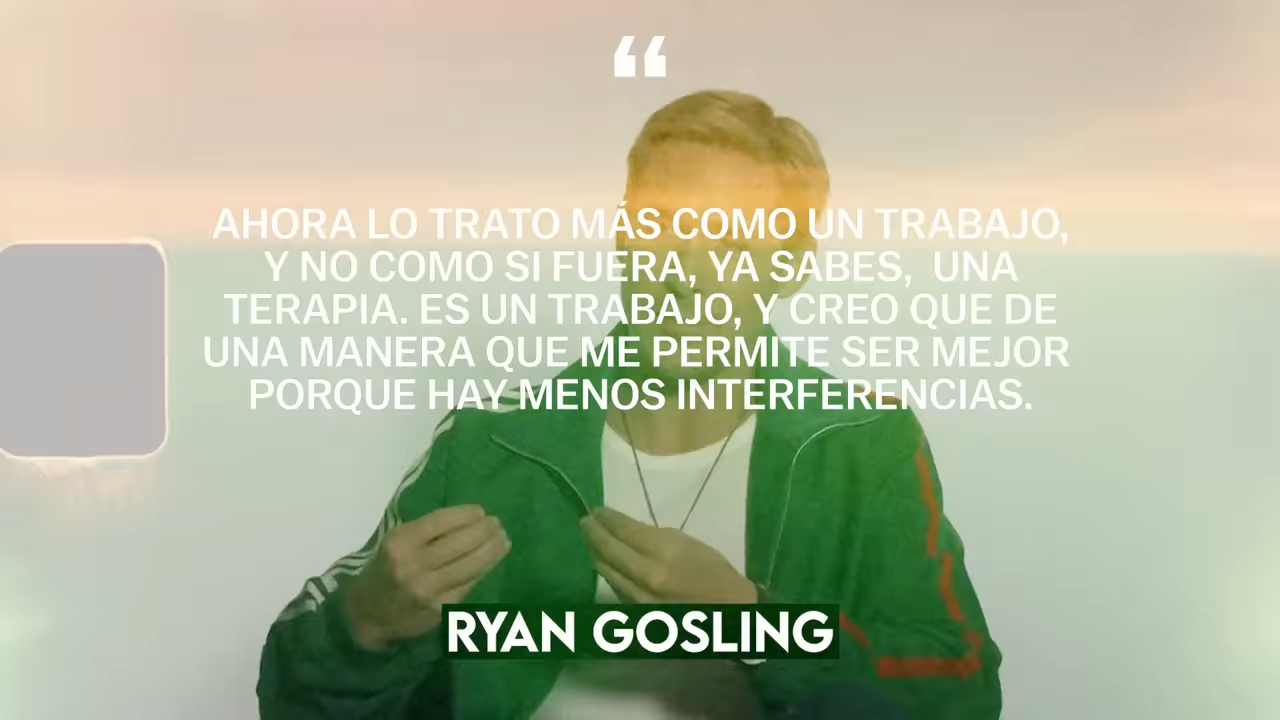 “
AHORA LO TRATO MÁS COMO UN TRABAJO,
Y NO COMO SI FUERA, YA SABES, UNA
TERAPIA. ES UN TRABAJO, Y CREO QUE DE
UNA MANERA QUE ME PERMITE SER MEJOR
PORQUE HAY MENOS INTERFERENCIAS.
RYAN GOSLING